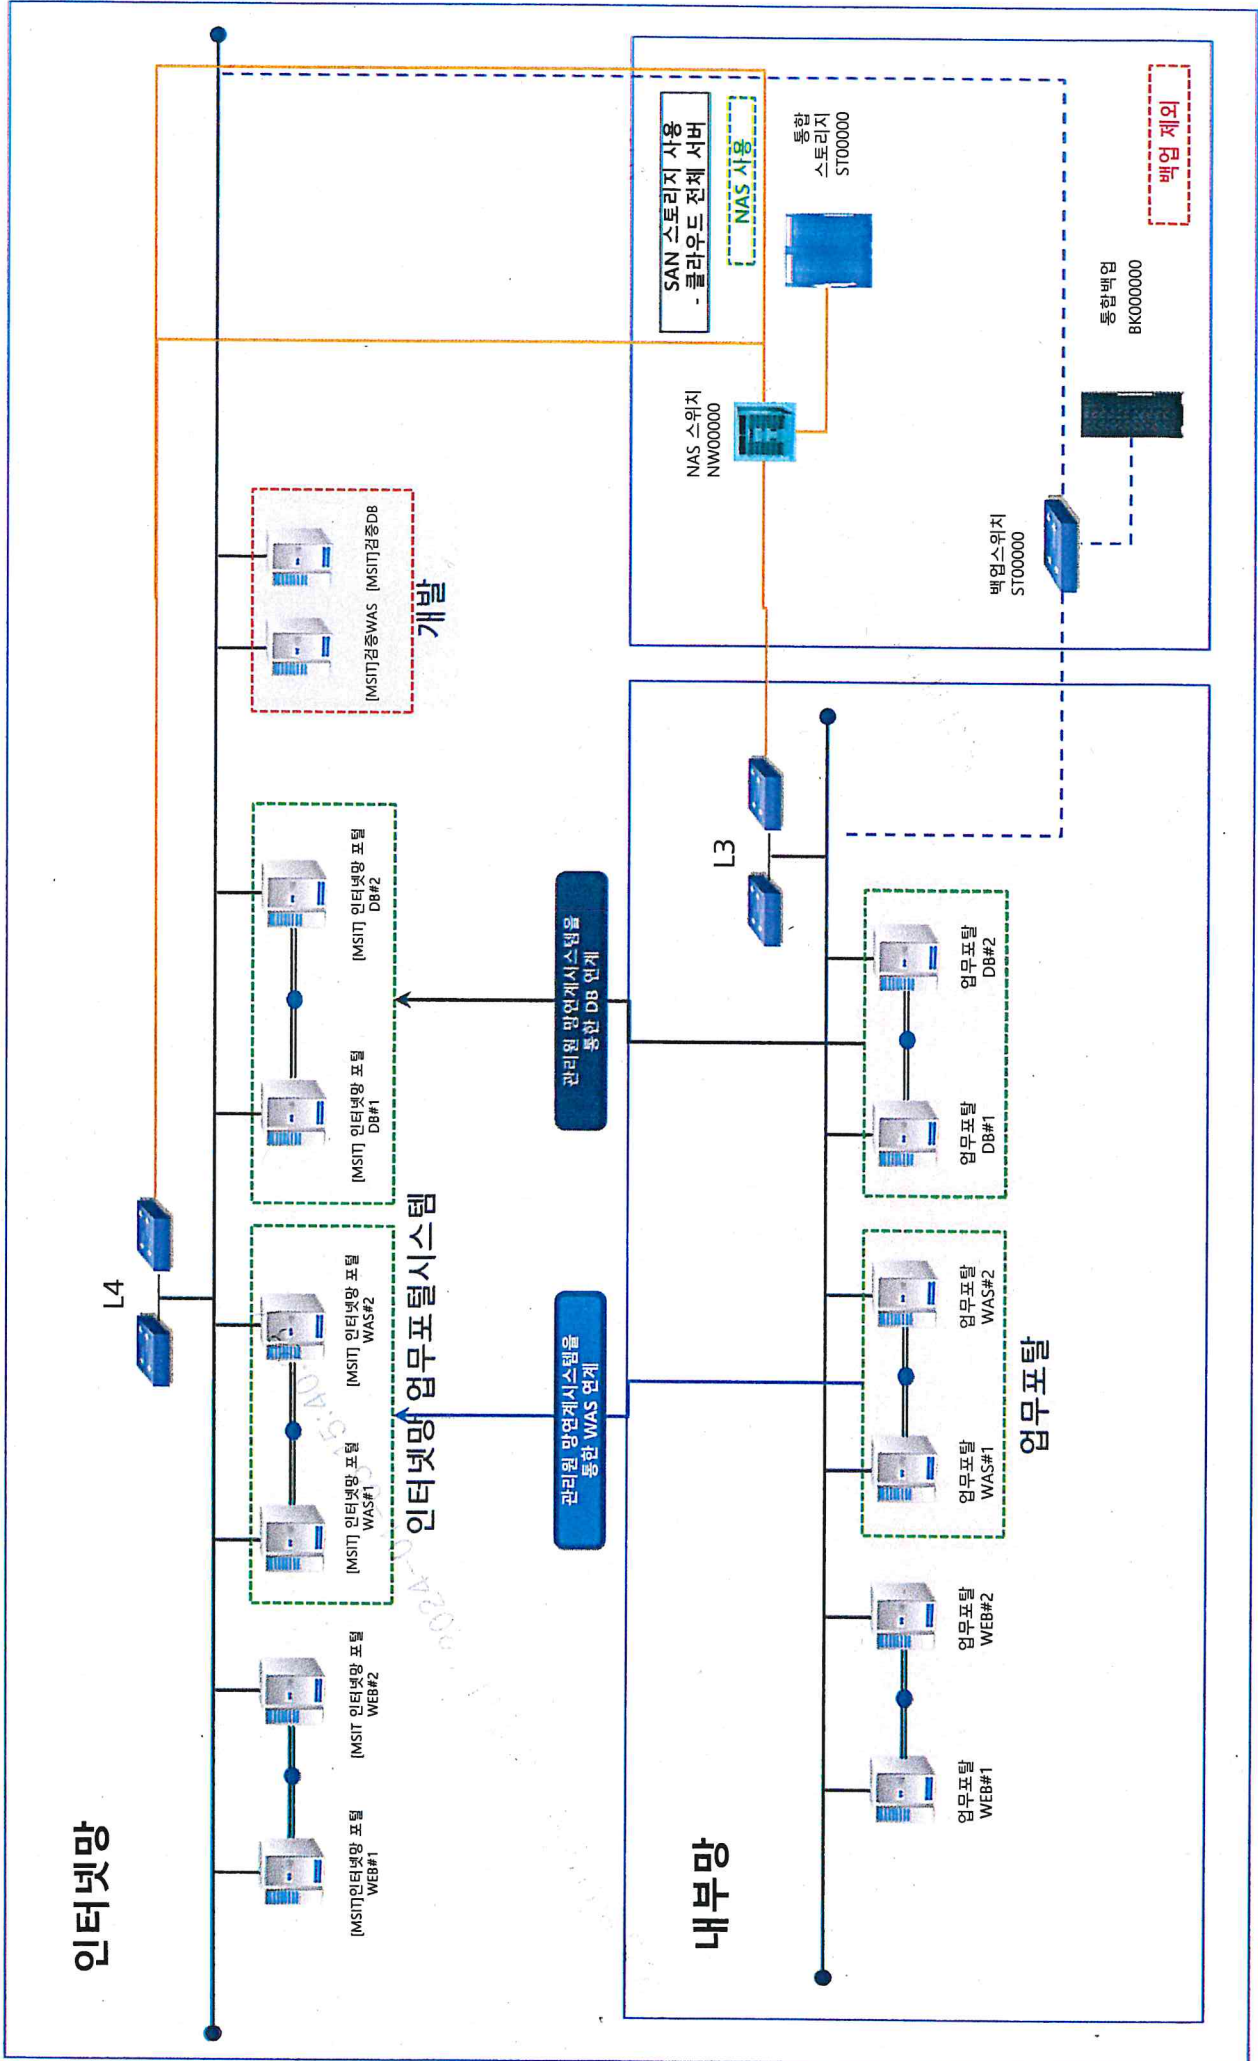 인터넷망
L4
[MSIT]인터넷망 포털
WEB#1
[MSIT 인터넷망 포털
WEB#2
[MSIT] 인터넷망 포털
WAS#1
[MSIT] 인터넷망 포털
WAS#2
[MSIT] 인터넷망 포털
DB#1
[MSIT] 인터넷망 포털
DB#2
[MSIT]검증WAS
[MSIT]검증DB
인터넷망 업무포털시스템
개발
관리원 망연계시스템을
통한 WAS 연계
관리원 망연계시스템을
통한 DB 연계
내부망
L3
업무포탈
WEB#1
업무포탈
WEB#2
업무포탈
WAS#1
업무포탈
WAS#2
업무포탈
DB#1
업무포탈
DB#2
업무포탈
SAN 스토리지 사용
- 클라우드 전체 서버
NAS 사용
NAS 스위치
NW00000
통합
스토리지
ST00000
백업스위치
ST00000
통합백업
BK000000
백업 제외